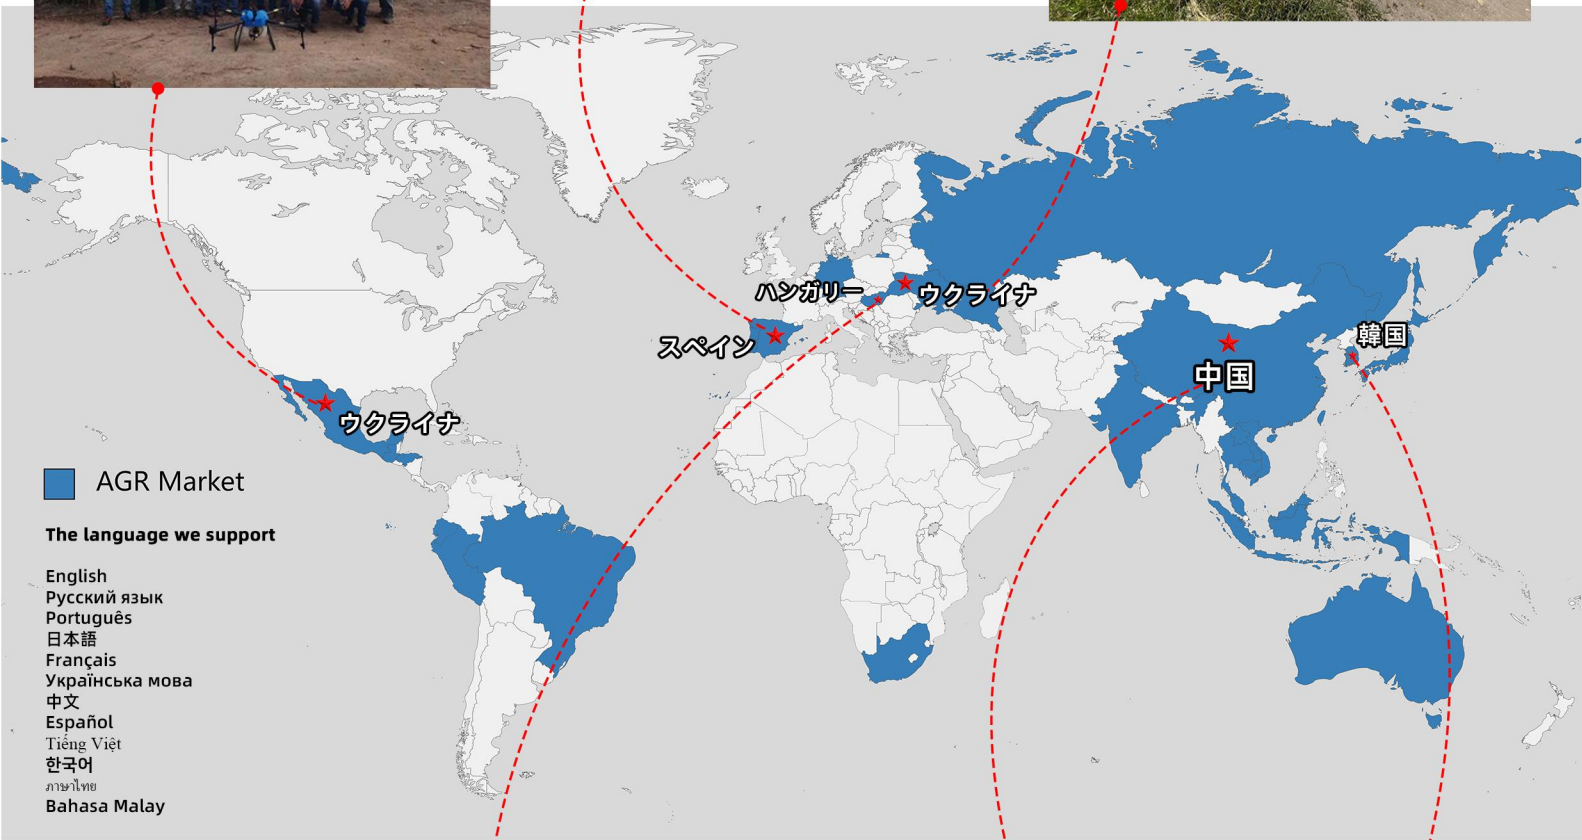 ハンガリー
ウクライナ
スペイン
韓国
中国
ウクライナ
AGR Market
The language we support
English
Русский язык
Português
日本語
Français
Українська мова
中文
Español
Tiếng Việt
한국어
ภาษาไทย
Bahasa Malay